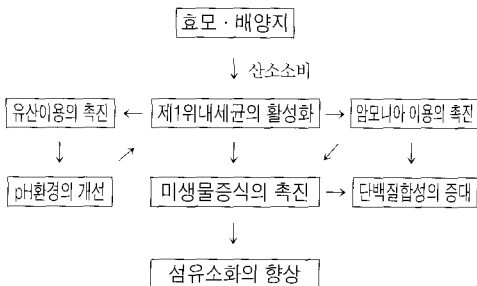 효모·배양지
↓ 산소소비
유산이용의 촉진 ← 제1위내세균의 활성화 → 암모니아 이용의 촉진
↓ ↗ ↓ ↙ ↓
pH환경의 개선 미생물증식의 촉진 → 단백질합성의 증대
↓
섬유소화의 향상